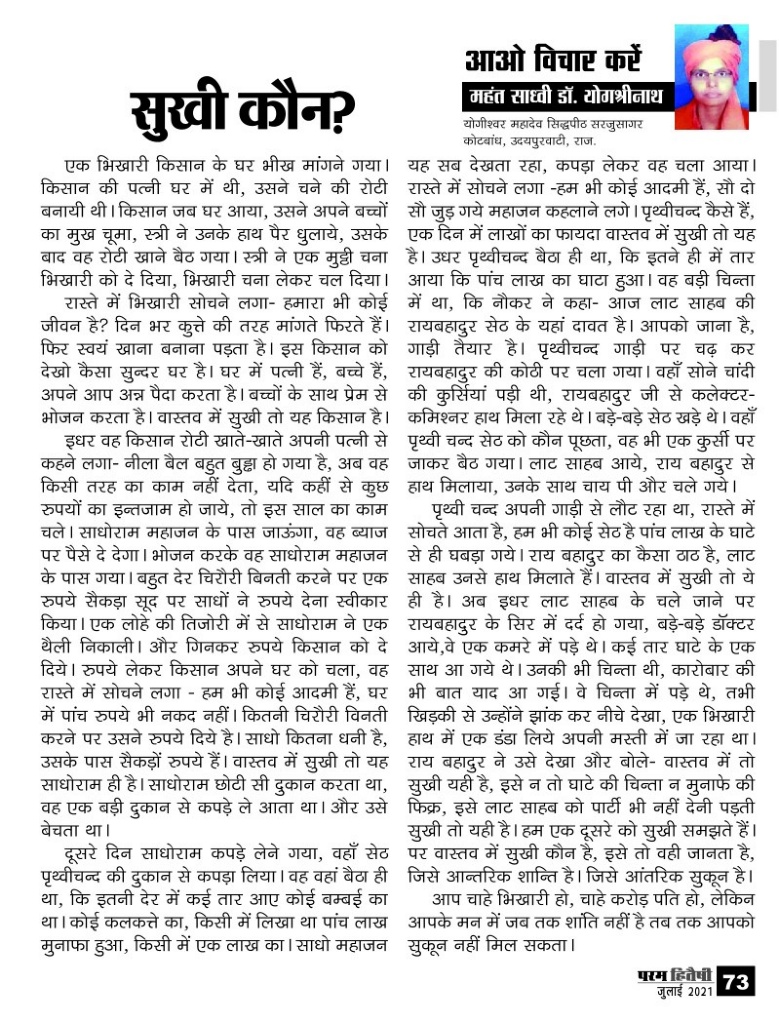 आओ विचार करें
महंत साध्वी डॉ. योगश्रीनाथ
योगीश्वर महादेव सिद्धपीठ सरजुसागर
कोटबांध, उदयपुरवाटी, राज.
सुखी कौन?
एक भिखारी किसान के घर भीख मांगने गया।
किसान की पत्नी घर में थी, उसने चने की रोटी
बनायी थी। किसान जब घर आया, उसने अपने बच्चों
का मुख चूमा, स्त्री ने उनके हाथ पैर धुलाये, उसके
बाद वह रोटी खाने बैठ गया। स्त्री ने एक मुट्ठी चना
भिखारी को दे दिया, भिखारी चना लेकर चल दिया।
रास्ते में भिखारी सोचने लगा- हमारा भी कोई
जीवन है? दिन भर कुत्ते की तरह मांगते फिरते हैं।
फिर स्वयं खाना बनाना पड़ता है। इस किसान को
देखो कैसा सुन्दर घर है। घर में पत्नी हैं, बच्चे हैं,
अपने आप अन्न पैदा करता है। बच्चों के साथ प्रेम से
भोजन करता है। वास्तव में सुखी तो यह किसान है।
इधर वह किसान रोटी खाते-खाते अपनी पत्नी से
कहने लगा- नीला बैल बहुत बुड्ढा हो गया है, अब वह
किसी तरह का काम नहीं देता, यदि कहीं से कुछ
रुपयों का इन्तजाम हो जाये, तो इस साल का काम
चले। साधोराम महाजन के पास जाऊंगा, वह ब्याज
पर पैसे दे देगा। भोजन करके वह साधोराम महाजन
के पास गया। बहुत देर चिरौरी बिनती करने पर एक
रुपये सैकड़ा सूद पर साधों ने रुपये देना स्वीकार
किया। एक लोहे की तिजोरी में से साधोराम ने एक
थैली निकाली। और गिनकर रुपये किसान को दे
दिये। रुपये लेकर किसान अपने घर को चला, वह
रास्ते में सोचने लगा - हम भी कोई आदमी हैं, घर
में पांच रुपये भी नकद नहीं। कितनी चिरौरी विनती
करने पर उसने रुपये दिये है। साधो कितना धनी है,
उसके पास सैकड़ों रुपये हैं। वास्तव में सुखी तो यह
साधोराम ही है। साधोराम छोटी सी दुकान करता था,
वह एक बड़ी दुकान से कपड़े ले आता था। और उसे
बेचता था।
दूसरे दिन साधोराम कपड़े लेने गया, वहाँ सेठ
पृथ्वीचन्द की दुकान से कपड़ा लिया। वह वहां बैठा ही
था, कि इतनी देर में कई तार आए कोई बम्बई का
था। कोई कलकत्ते का, किसी में लिखा था पांच लाख
मुनाफा हुआ, किसी में एक लाख का। साधो महाजन
यह सब देखता रहा, कपड़ा लेकर वह चला आया।
रास्ते में सोचने लगा -हम भी कोई आदमी हैं, सौ दो
सौ जुड़ गये महाजन कहलाने लगे। पृथ्वीचन्द कैसे हैं,
एक दिन में लाखों का फायदा वास्तव में सुखी तो यह
है। उधर पृथ्वीचन्द बैठा ही था, कि इतने ही में तार
आया कि पांच लाख का घाटा हुआ। वह बड़ी चिन्ता
में था, कि नौकर ने कहा- आज लाट साहब की
रायबहादुर सेठ के यहां दावत है। आपको जाना है,
गाड़ी तैयार है। पृथ्वीचन्द गाड़ी पर चढ़ कर
रायबहादुर की कोठी पर चला गया। वहाँ सोने चांदी
की कुर्सियां पड़ी थी, रायबहादुर जी से कलेक्टर-
कमिश्नर हाथ मिला रहे थे। बड़े-बड़े सेठ खड़े थे। वहाँ
पृथ्वी चन्द सेठ को कौन पूछता, वह भी एक कुर्सी पर
जाकर बैठ गया। लाट साहब आये, राय बहादुर से
हाथ मिलाया, उनके साथ चाय पी और चले गये।
पृथ्वी चन्द अपनी गाड़ी से लौट रहा था, रास्ते में
सोचते आता है, हम भी कोई सेठ है पांच लाख के घाटे
से ही घबड़ा गये। राय बहादुर का कैसा ठाठ है, लाट
साहब उनसे हाथ मिलाते हैं। वास्तव में सुखी तो ये
ही है। अब इधर लाट साहब के चले जाने पर
रायबहादुर के सिर में दर्द हो गया, बड़े-बड़े डॉक्टर
आये,वे एक कमरे में पड़े थे। कई तार घाटे के एक
साथ आ गये थे। उनकी भी चिन्ता थी, कारोबार की
भी बात याद आ गई। वे चिन्ता में पड़े थे, तभी
खिड़की से उन्होंने झांक कर नीचे देखा, एक भिखारी
हाथ में एक डंडा लिये अपनी मस्ती में जा रहा था।
राय बहादुर ने उसे देखा और बोले- वास्तव में तो
सुखी यही है, इसे न तो घाटे की चिन्ता न मुनाफे की
फिक्र, इसे लाट साहब को पार्टी भी नहीं देनी पड़ती
सुखी तो यही है। हम एक दूसरे को सुखी समझते हैं।
पर वास्तव में सुखी कौन है, इसे तो वही जानता है,
जिसे आन्तरिक शान्ति है। जिसे आंतरिक सुकून है।
आप चाहे भिखारी हो, चाहे करोड़ पति हो, लेकिन
आपके मन में जब तक शांति नहीं है तब तक आपको
सुकून नहीं मिल सकता।
परम हितैषी
जुलाई 2021 73